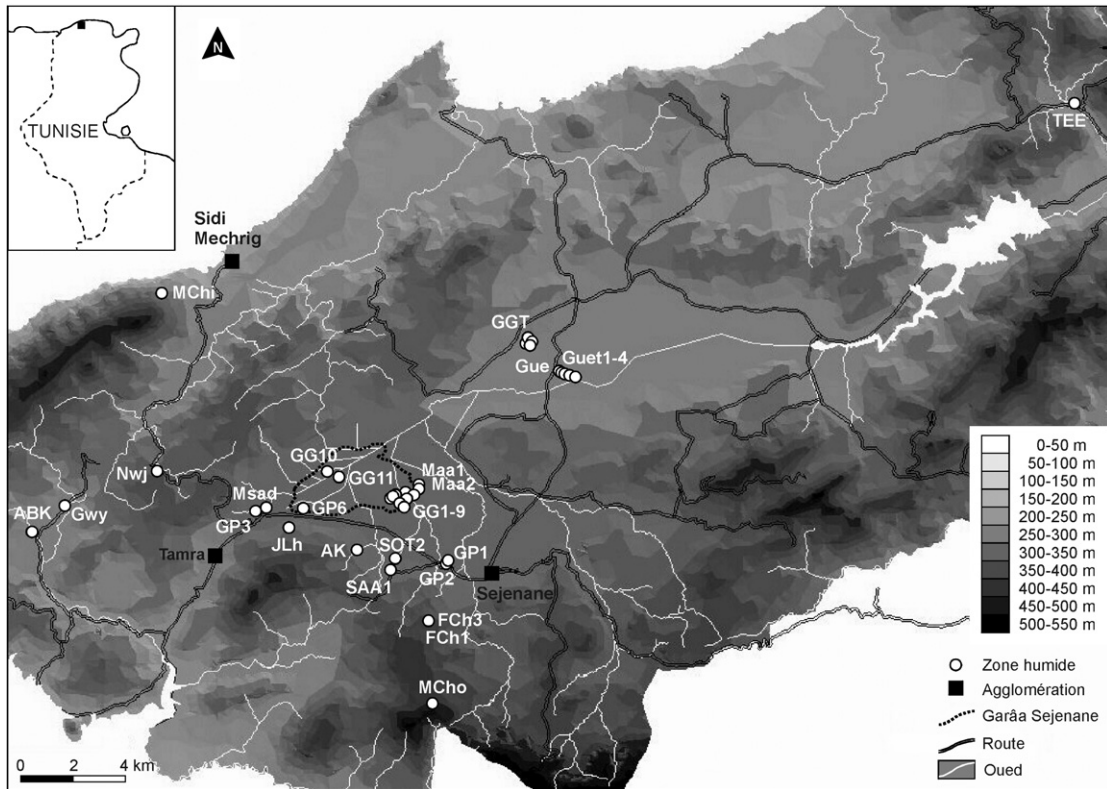 N
TUNISIE
TEE
Sidi
Mechrig
MChi
GGT
Gue
Guet1-4
GG10
GG11
Maa1
Maa2
Nwj
Msad
GP6
GG1-9
ABK
Gwy
GP3
JLh
AK
SOT2
GP1
Tamra
SAA1
GP2
Sejenane
FCh3
FCh1
MCho
0-50 m
50-100 m
100-150 m
150-200 m
200-250 m
250-300 m
300-350 m
350-400 m
400-450 m
450-500 m
500-550 m
Zone humide
Agglomération
Garâa Sejenane
Route
Oued
0 2 4 km